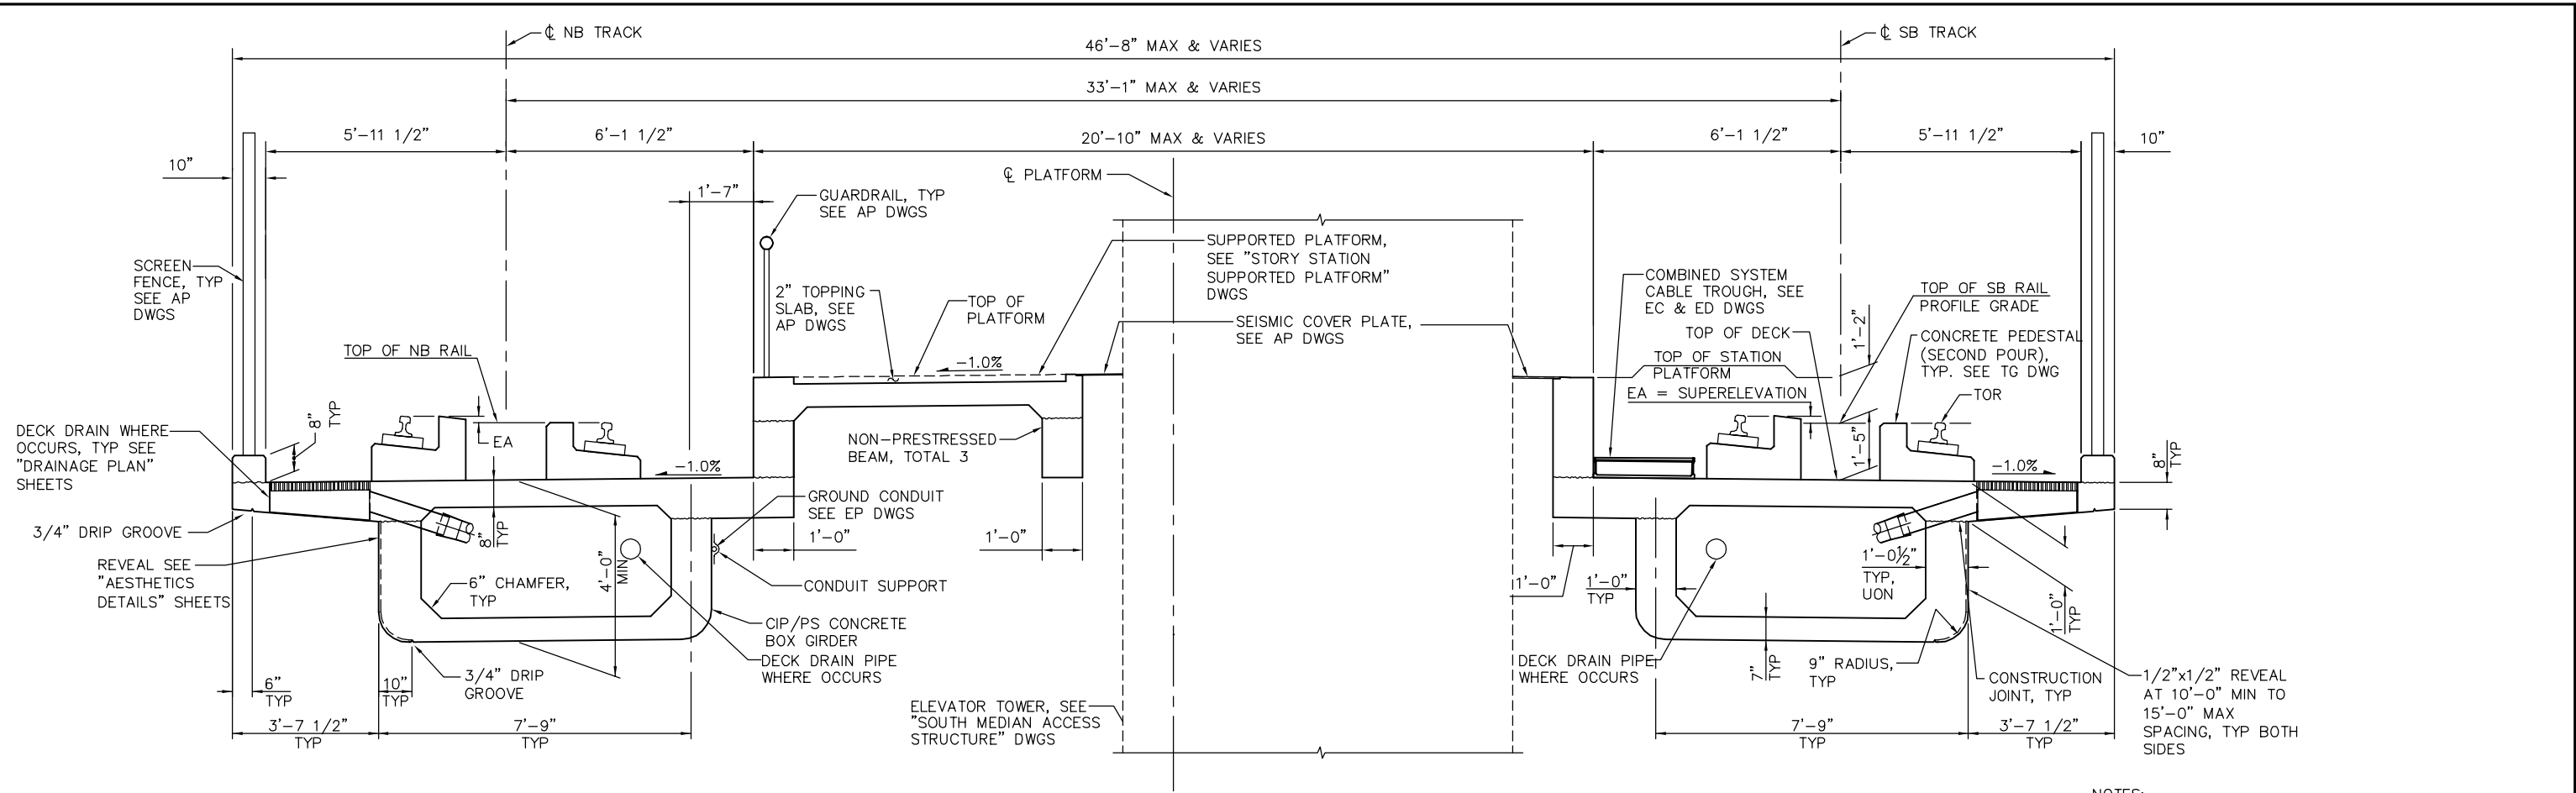 ℄ NB TRACK
46'-8" MAX & VARIES
℄ SB TRACK
33'-1" MAX & VARIES
5'-11 1/2"
6'-1 1/2"
20'-10" MAX & VARIES
6'-1 1/2"
5'-11 1/2"
10"
10"
1'-7"
℄ PLATFORM
GUARDRAIL, TYP
SEE AP DWGS
SCREEN
FENCE, TYP
SEE AP
DWGS
2" TOPPING
SLAB, SEE
AP DWGS
TOP OF
PLATFORM
SUPPORTED PLATFORM,
SEE "STORY STATION
SUPPORTED PLATFORM"
DWGS
SEISMIC COVER PLATE,
SEE AP DWGS
COMBINED SYSTEM
CABLE TROUGH, SEE
EC & ED DWGS
TOP OF DECK
TOP OF STATION
PLATFORM
EA = SUPERELEVATION
TOP OF SB RAIL
PROFILE GRADE
1'-2"
CONCRETE PEDESTAL
(SECOND POUR),
TYP. SEE TG DWG
TOR
1'-5"
TOP OF NB RAIL
-1.0%
8"
TYP
EA
DECK DRAIN WHERE
OCCURS, TYP SEE
"DRAINAGE PLAN"
SHEETS
NON-PRESTRESSED
BEAM, TOTAL 3
-1.0%
-1.0%
8"
TYP
3/4" DRIP GROOVE
8"
TYP
GROUND CONDUIT
SEE EP DWGS
1'-0"
1'-0"
REVEAL SEE
"AESTHETICS
DETAILS" SHEETS
6" CHAMFER,
TYP
4'-0"
MIN
CONDUIT SUPPORT
1'-0"
1'-0"
TYP
1'-0½"
TYP,
UON
1'-0"
TYP
CIP/PS CONCRETE
BOX GIRDER
DECK DRAIN PIPE
WHERE OCCURS
DECK DRAIN PIPE
WHERE OCCURS
7"
TYP
9" RADIUS,
TYP
CONSTRUCTION
JOINT, TYP
1/2"x1/2" REVEAL
AT 10'-0" MIN TO
15'-0" MAX
SPACING, TYP BOTH
SIDES
6"
TYP
10"
TYP
3/4" DRIP
GROOVE
ELEVATOR TOWER, SEE
"SOUTH MEDIAN ACCESS
STRUCTURE" DWGS
3'-7 1/2"
TYP
7'-9"
TYP
7'-9"
TYP
3'-7 1/2"
TYP
NOTES: